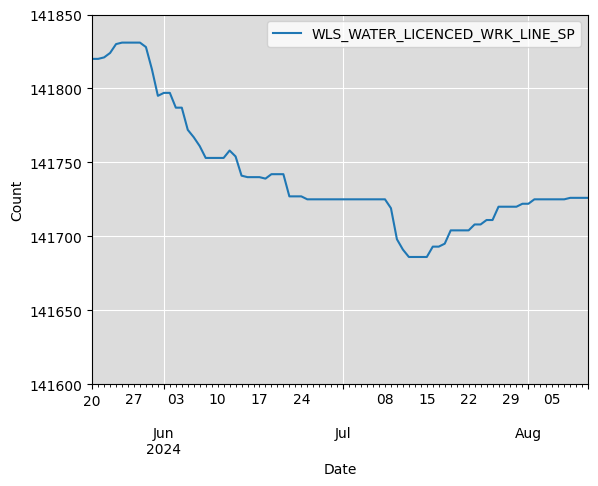 WLS_WATER_LICENCED_WRK_LINE_SP
141850
141800
141750
141700
141650
141600
Count
20 27 03 10 17 24 08 15 22 29 05
Jun Jul Aug
2024
Date